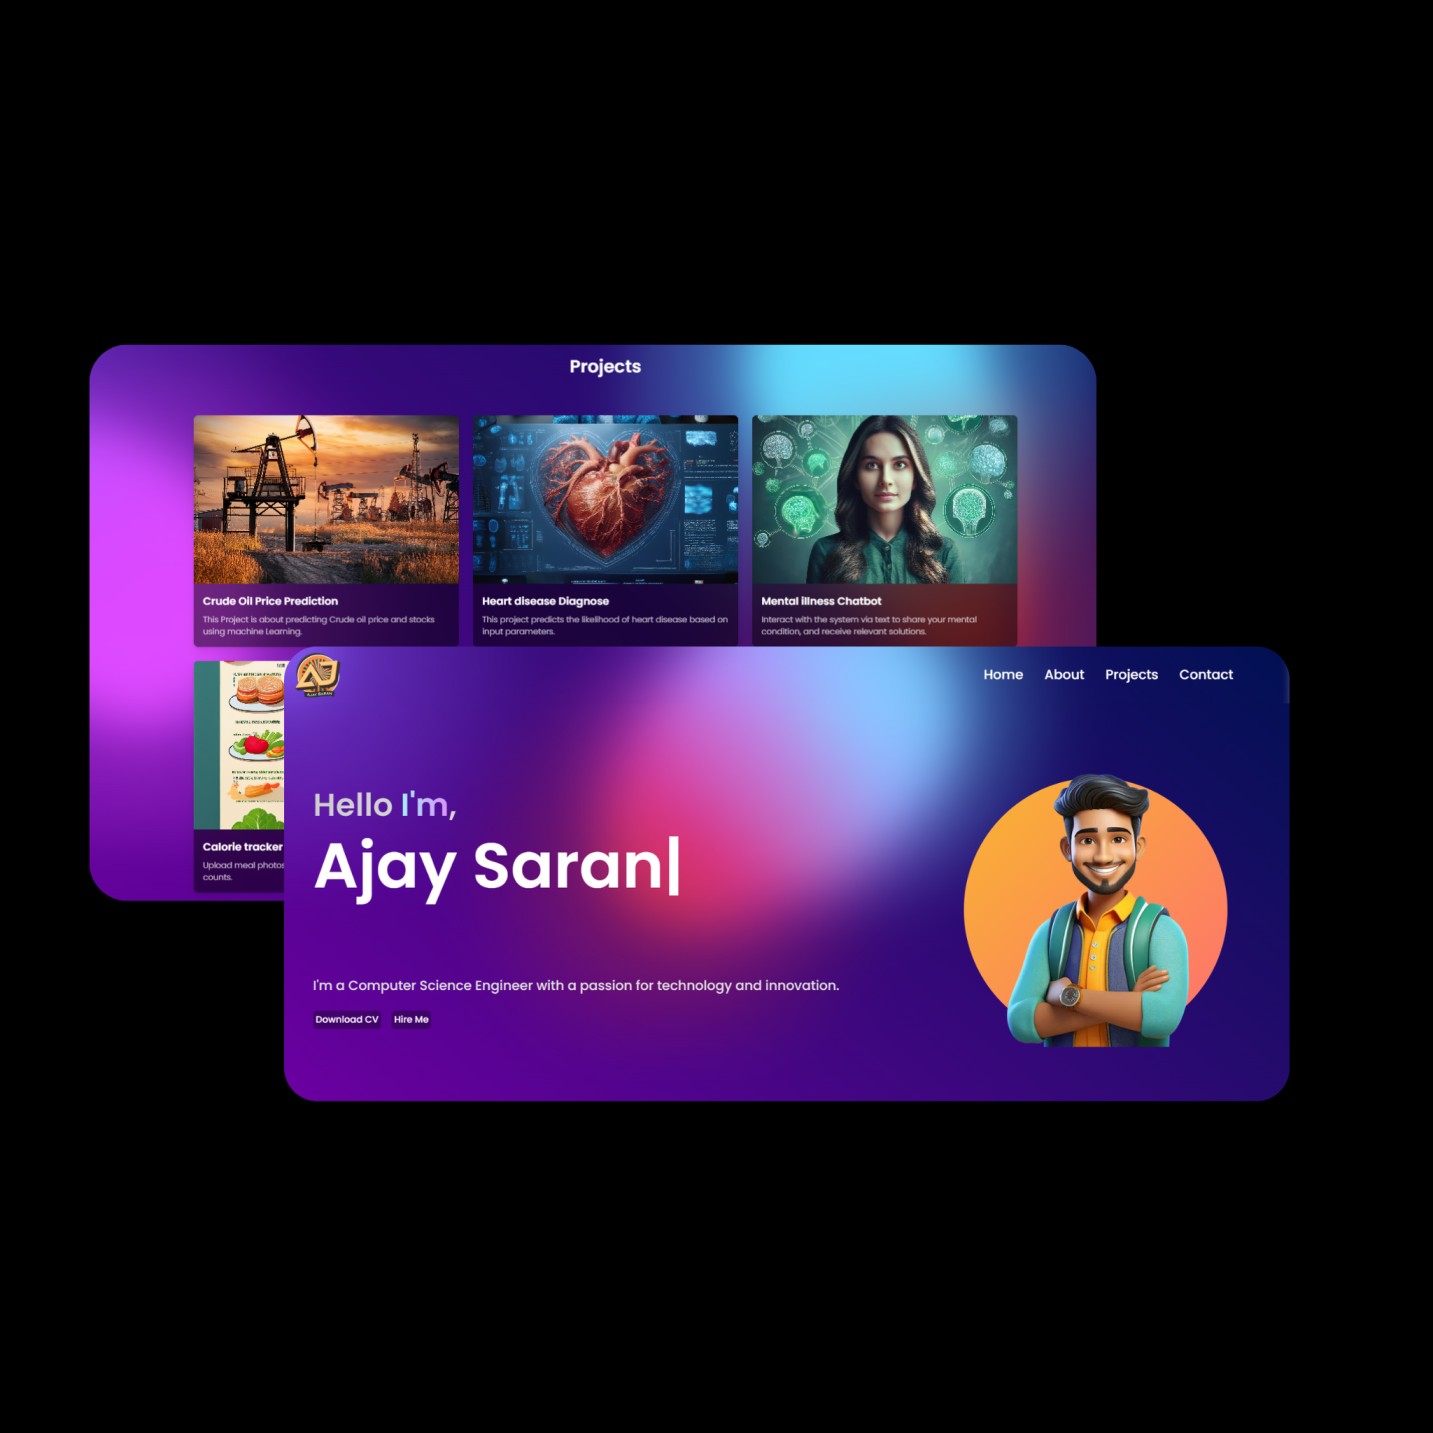 Projects
Crude Oil Price Prediction
This Project is about predicting Crude oil price and stocks
using machine Learning.
Heart disease Diagnose
This project predicts the likelihood of heart disease based on
input parameters.
Mental illness Chatbot
Interact with the system via text to share your mental
condition, and receive relevant solutions.
Calorie tracker
Upload meal photos
counts.
Home About Projects Contact
Hello I'm,
Ajay Saran|
I'm a Computer Science Engineer with a passion for technology and innovation.
Download CV Hire Me